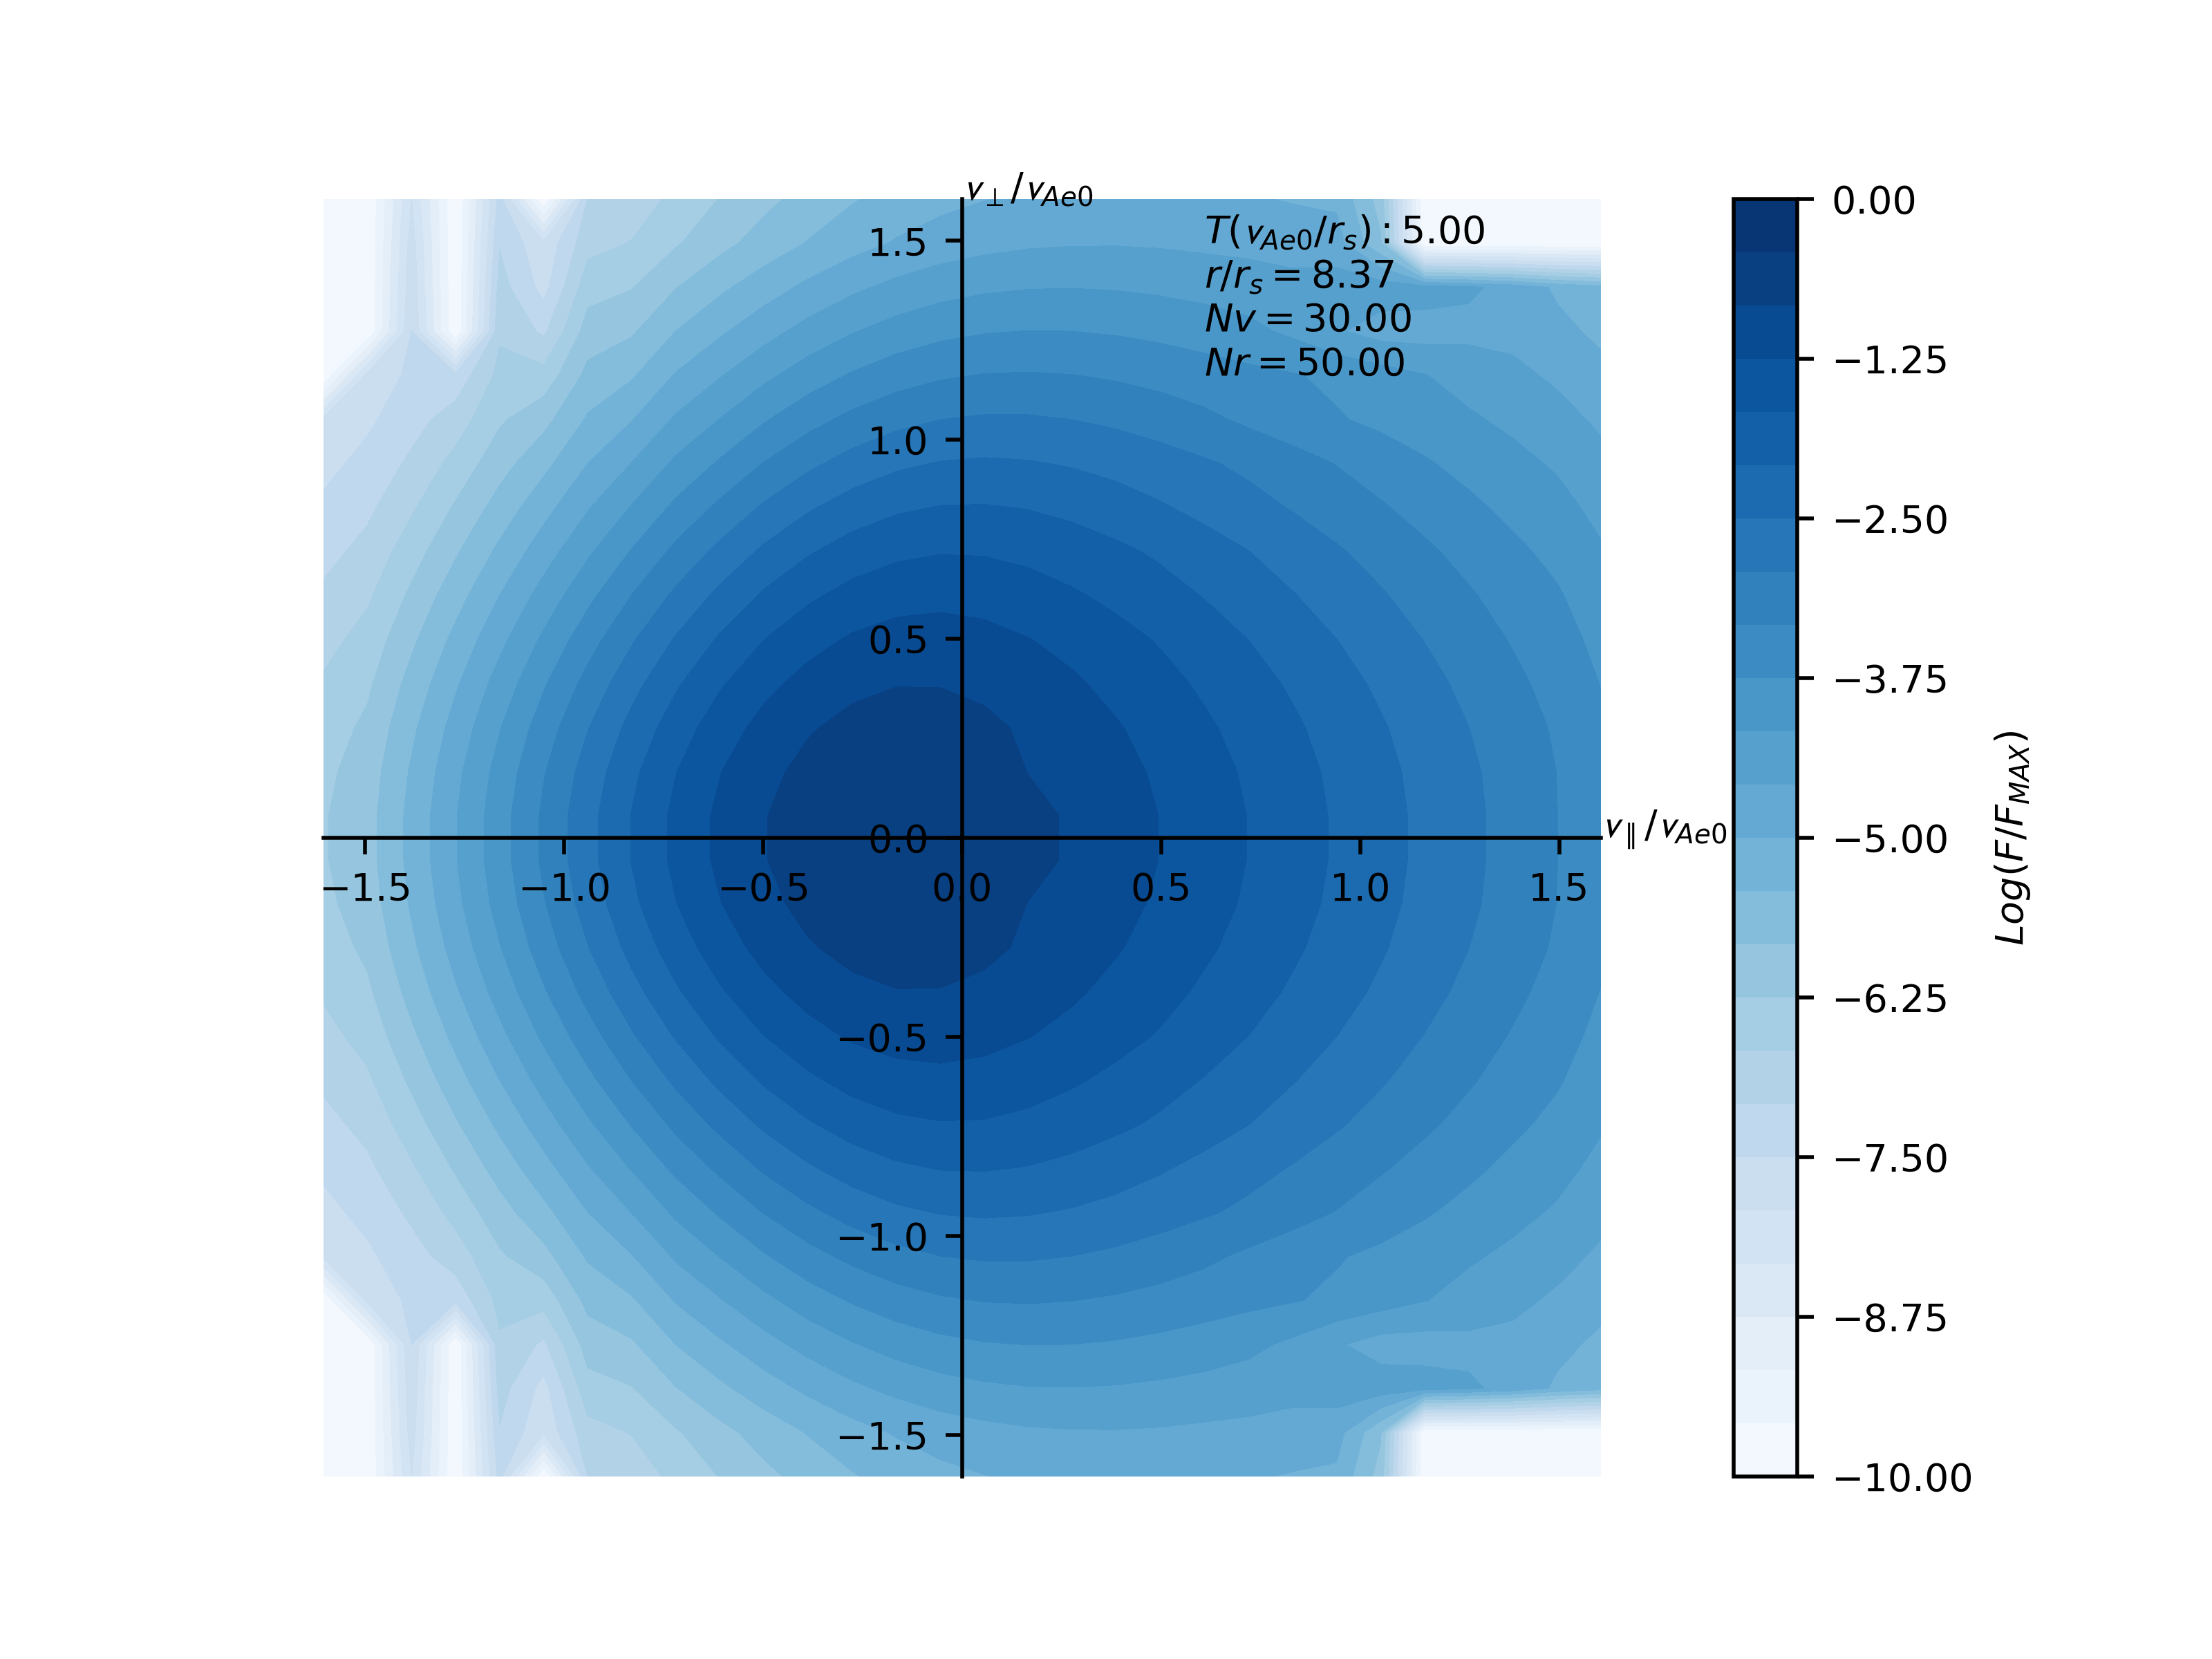 v⊥/vAe0
T(vAe0/rs) : 5.00
r/rs = 8.37
Nv = 30.00
Nr = 50.00
1.5
1.0
0.5
0.0
−0.5
−1.0
−1.5
−1.5 −1.0 −0.5 0.0 0.5 1.0 1.5
v∥/vAe0
0.00
−1.25
−2.50
−3.75
−5.00
−6.25
−7.50
−8.75
−10.00
Log(F/FMAX)